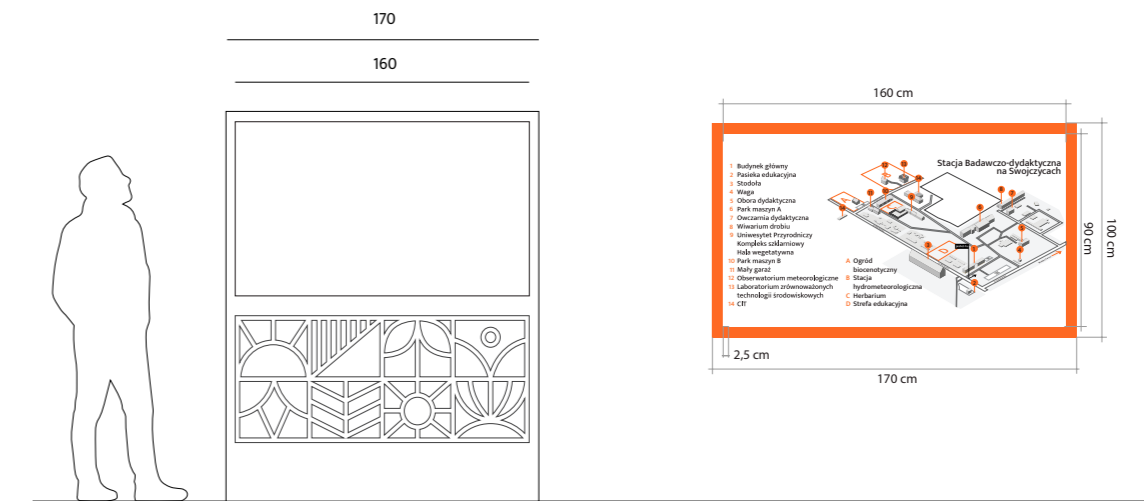 170
160
160 cm
Stacja Badawczo-dydaktyczna
na Swojczycach
1 Budynek główny
2 Pasieka edukacyjna
3 Stodoła
4 Waga
5 Obora dydaktyczna
6 Park maszyn A
7 Owczarnia dydaktyczna
8 Wiwarium drobiu
9 Uniwesytet Przyrodniczy
Kompleks szklarniowy
Hala wegetatywna
10 Park maszyn B
11 Mały garaż
12 Obserwatorium meteorologiczne
13 Laboratorium zrównoważonych
technologii środowiskowych
14 CIT
A Ogród
biocenotyczny
B Stacja
hydrometeorologiczna
C Herbarium
D Strefa edukacyjna
90 cm
100 cm
2,5 cm
170 cm